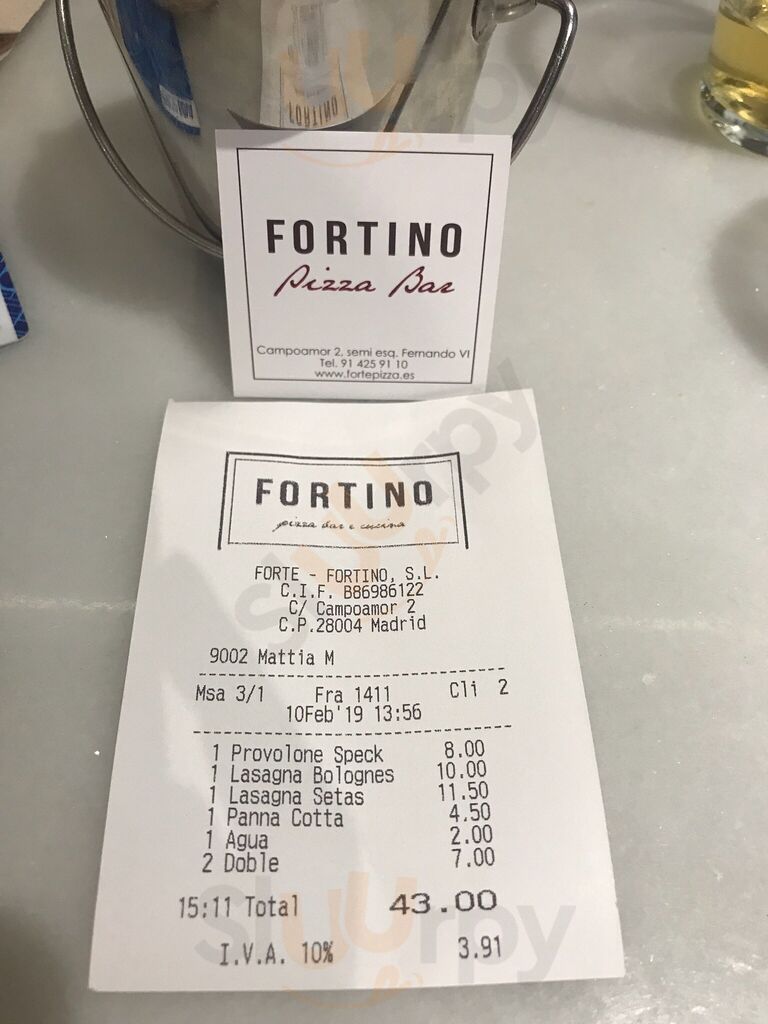 FORTINO
Pizza Bar
Campoamor 2, semi esq. Fernando VI
Tel. 91 425 91 10
www.fortepizza.es
FORTINO
pizza bar e cucina
FORTE - FORTINO, S.L.
C.I.F. B86986122
C/ Campoamor 2
C.P.28004 Madrid
9002 Mattia M
Msa 3/1 Fra 1411 Cli 2
10Feb'19 13:56
1 Provolone Speck 8.00
1 Lasagna Bolognes 10.00
1 Lasagna Setas 11.50
1 Panna Cotta 4.50
1 Agua 2.00
2 Doble 7.00
15:11 Total 43.00
I.V.A. 10% 3.91
Sluurpy
Sluurpy